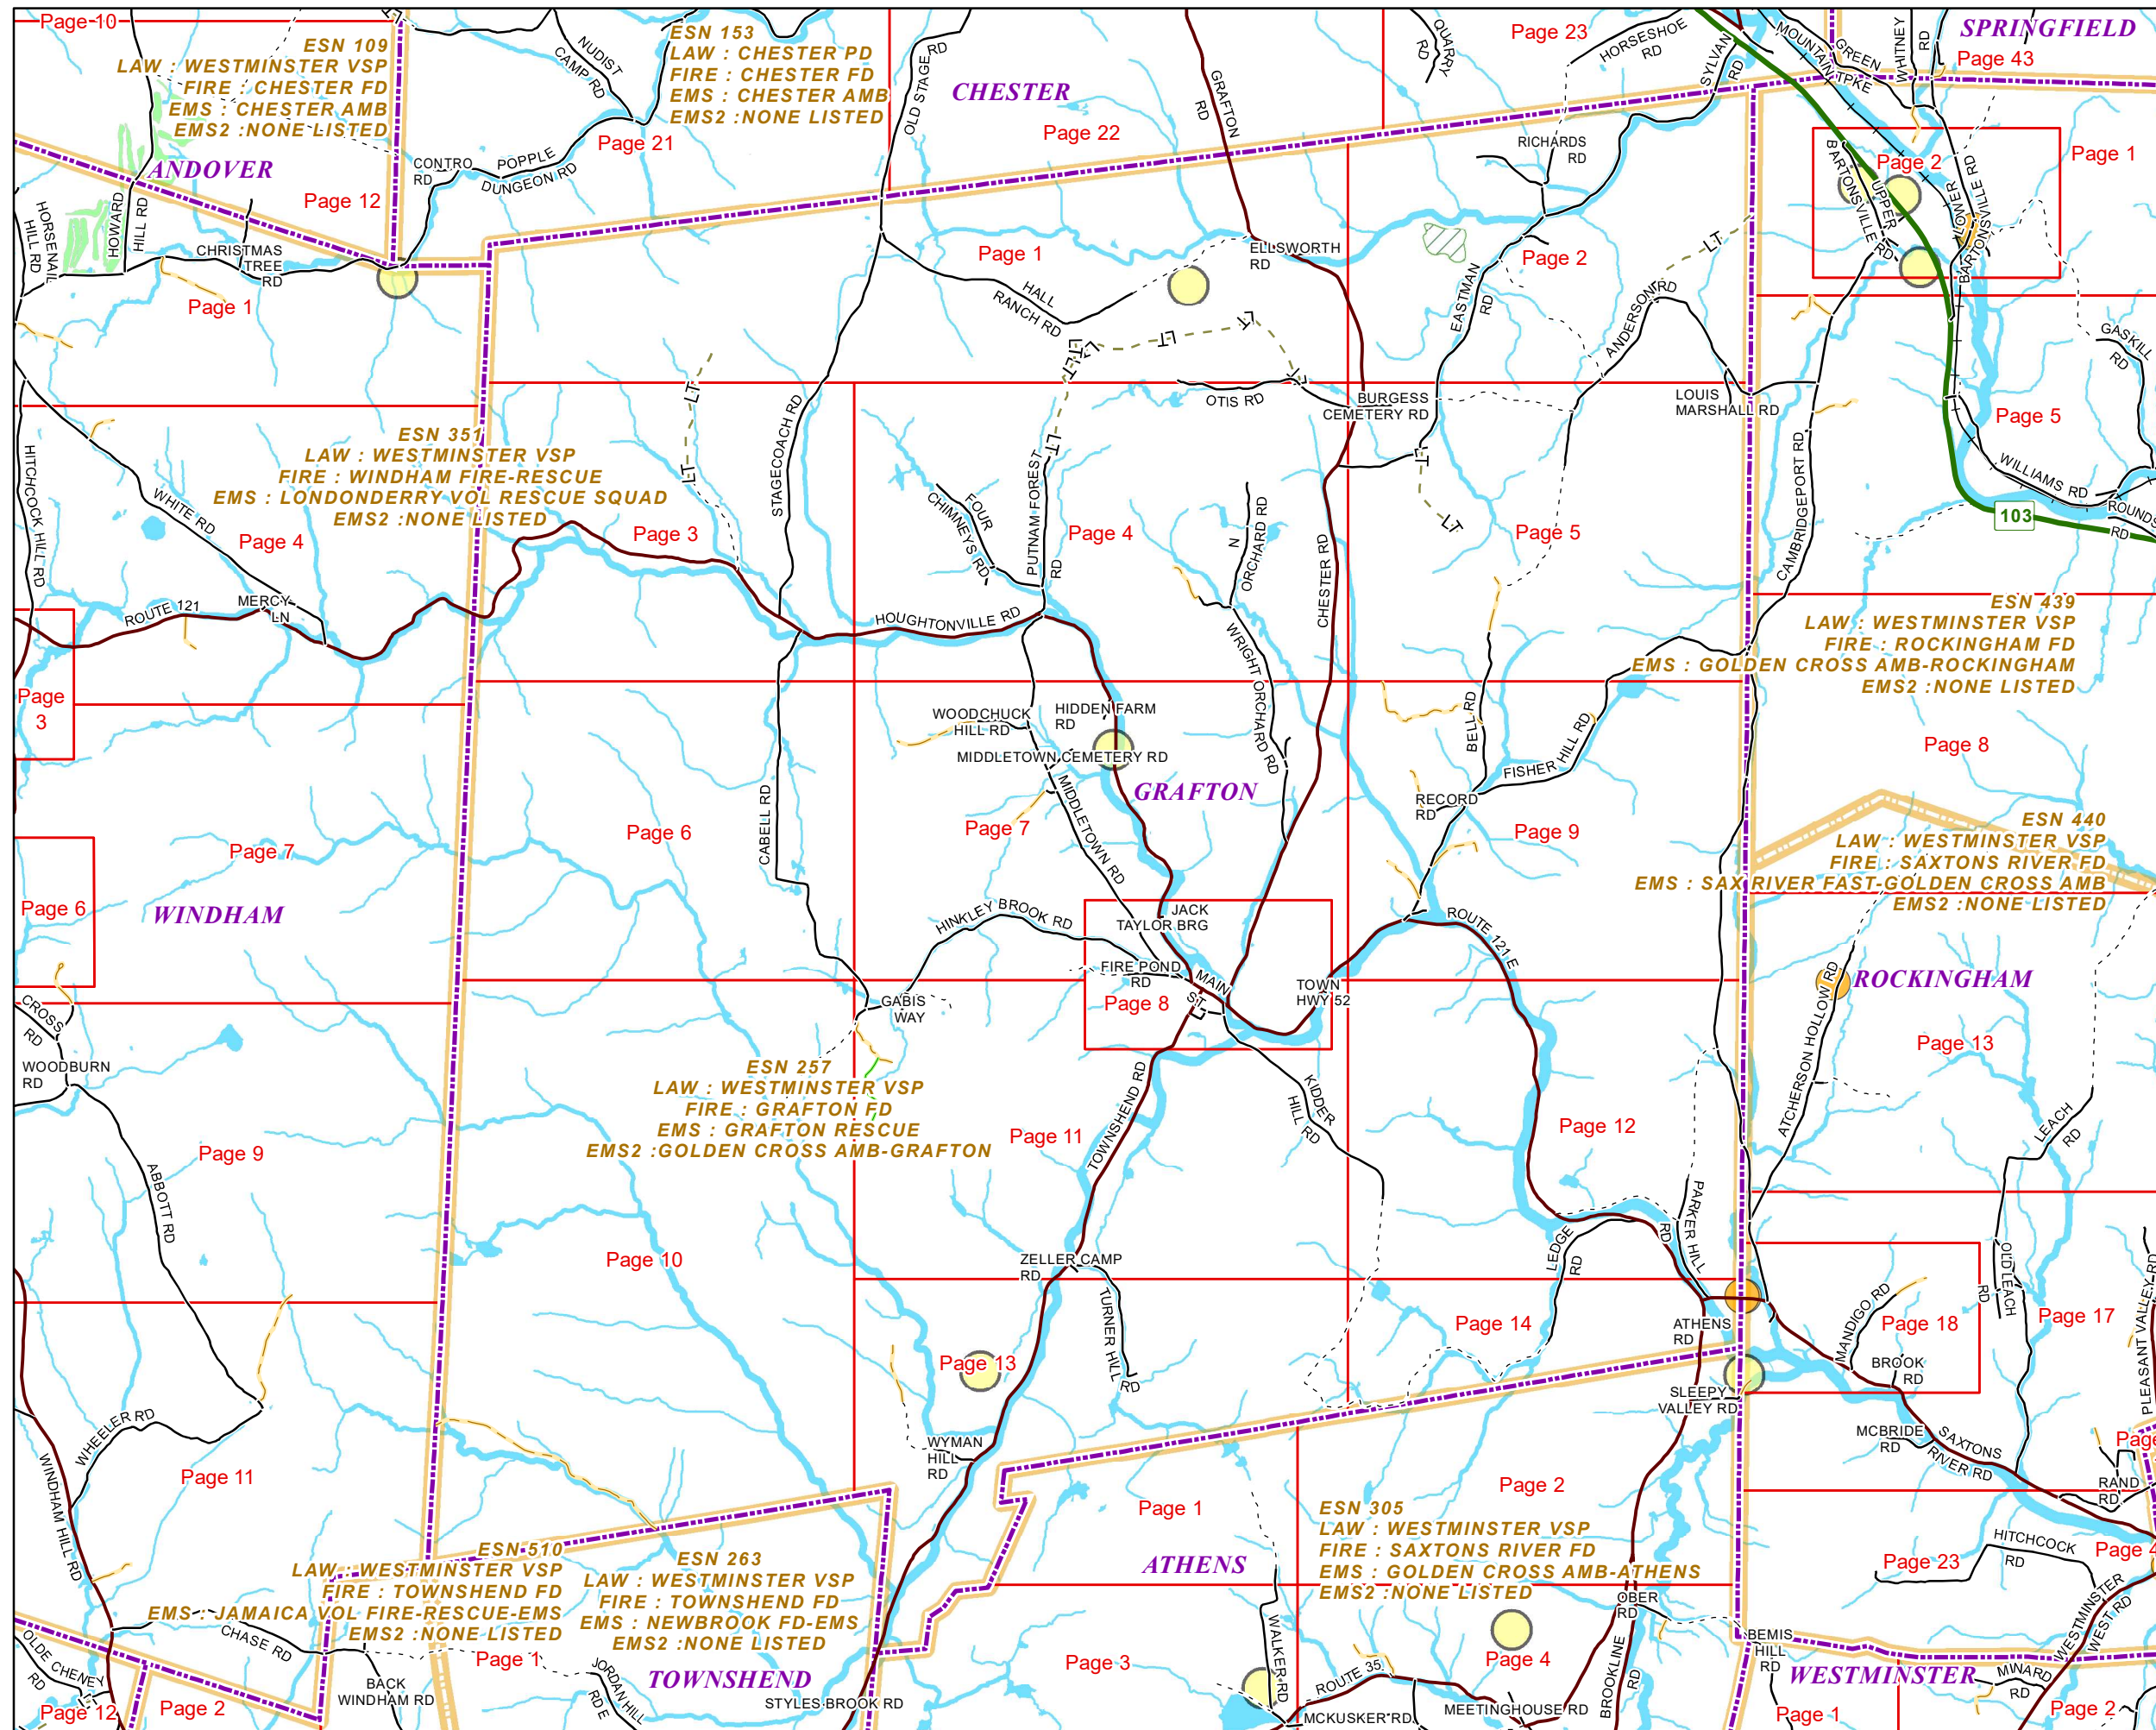 Page 10
ESN 109
LAW : WESTMINSTER VSP
FIRE : CHESTER FD
EMS : CHESTER AMB
EMS2 :NONE LISTED
ANDOVER
Page 12
NUDIST
CAMP RD
ESN 153
LAW : CHESTER PD
FIRE : CHESTER FD
EMS : CHESTER AMB
EMS2 :NONE LISTED
Page 21
OLD STAGE RD
CHESTER
Page 22
GRAFTON
RD
QUARRY
RD
Page 23
HORSESHOE
RD
SYLVAN
RD
MOUNTAIN TPKE
GREEN
WHITNEY
RD
SPRINGFIELD
Page 43
CONTRO
RD
POPPLE
DUNGEON RD
HORSENAIL
HILL RD
HOWARD
HILL RD
CHRISTMAS
TREE
RD
Page 1
Page 1
HALL
RANCH RD
ELLSWORTH
RD
RICHARDS
RD
Page 2
EASTMAN
RD
ANDERSON RD
LT
BARTONSVILLE
UPPER
RD
Page 2
LOWER
BARTONSVILLE RD
Page 1
GASKILL
RD
LT
LT
LT
LT
LT
LT
LT
LT
LT
LT
LT
LT
OTIS RD
BURGESS
CEMETERY RD
LOUIS
MARSHALL RD
Page 5
WILLIAMS RD
ROUNDS
RD
103
ESN 351
LAW : WESTMINSTER VSP
FIRE : WINDHAM FIRE-RESCUE
EMS : LONDONDERRY VOL RESCUE SQUAD
EMS2 :NONE LISTED
HITCHCOCK HILL RD
WHITE RD
Page 4
Page 3
STAGECOACH RD
FOUR
CHIMNEYS RD
PUTNAM FOREST
RD
Page 4
N
ORCHARD RD
CHESTER RD
Page 5
CAMBRIDGEPORT RD
ROUTE 121
MERCY
LN
HOUGHTONVILLE RD
WRIGHT ORCHARD RD
ESN 439
LAW : WESTMINSTER VSP
FIRE : ROCKINGHAM FD
EMS : GOLDEN CROSS AMB-ROCKINGHAM
EMS2 :NONE LISTED
Page
3
WOODCHUCK
HILL RD
HIDDEN FARM
RD
MIDDLETOWN CEMETERY RD
GRAFTON
BELL RD
FISHER HILL RD
RECORD
RD
Page 8
Page 7
Page 6
CABELL RD
Page 7
MIDDLETOWN RD
Page 9
ESN 440
LAW : WESTMINSTER VSP
FIRE : SAXTONS RIVER FD
EMS : SAX RIVER FAST-GOLDEN CROSS AMB
EMS2 :NONE LISTED
Page 6
WINDHAM
HINKLEY BROOK RD
JACK
TAYLOR BRG
ROUTE 121 E
FIRE POND
RD
MAIN
ST
Page 8
TOWN
HWY 52
GABIS
WAY
ROCKINGHAM
ATCHERSON HOLLOW RD
Page 13
CROSS
RD
WOODBURN
RD
ESN 257
LAW : WESTMINSTER VSP
FIRE : GRAFTON FD
EMS : GRAFTON RESCUE
EMS2 :GOLDEN CROSS AMB-GRAFTON
TOWNSHEND RD
KIDDER
HILL RD
Page 11
Page 12
LEACH
RD
Page 9
ABBOTT RD
Page 10
ZELLER CAMP
RD
TURNER HILL
RD
LEDGE
RD
PARKER HILL
RD
OLD LEACH
RD
PLEASANT VALLEY RD
Page 14
ATHENS
RD
MANDIGO RD
Page 18
BROOK
RD
Page 17
Page 13
SLEEPY
VALLEY RD
WHEELER RD
WYMAN
HILL
RD
MCBRIDE
RD
SAXTONS
RIVER RD
Page
RAND
RD
WINDHAM HILL RD
Page 11
Page 1
Page 2
ESN 305
LAW : WESTMINSTER VSP
FIRE : SAXTONS RIVER FD
EMS : GOLDEN CROSS AMB-ATHENS
EMS2 :NONE LISTED
HITCHCOCK
RD
Page 23
Page 4
ESN 510
LAW : WESTMINSTER VSP
FIRE : TOWNSHEND FD
EMS : JAMAICA VOL FIRE-RESCUE-EMS
EMS2 :NONE LISTED
ESN 263
LAW : WESTMINSTER VSP
FIRE : TOWNSHEND FD
EMS : NEWBROOK FD-EMS
EMS2 :NONE LISTED
ATHENS
OBER
RD
WALKER RD
BEMIS
HILL
RD
WESTMINSTER
WEST RD
OLDE CHENEY
RD
CHASE RD
BACK
WINDHAM RD
Page 1
JORDAN HILL
RD E
TOWNSHEND
STYLES BROOK RD
Page 3
ROUTE 35
Page 4
BROOKLINE
RD
WESTMINSTER
MINARD
RD
LT
Page 12
Page 2
MCKUSKER RD
MEETINGHOUSE RD
Page 1
Page 2